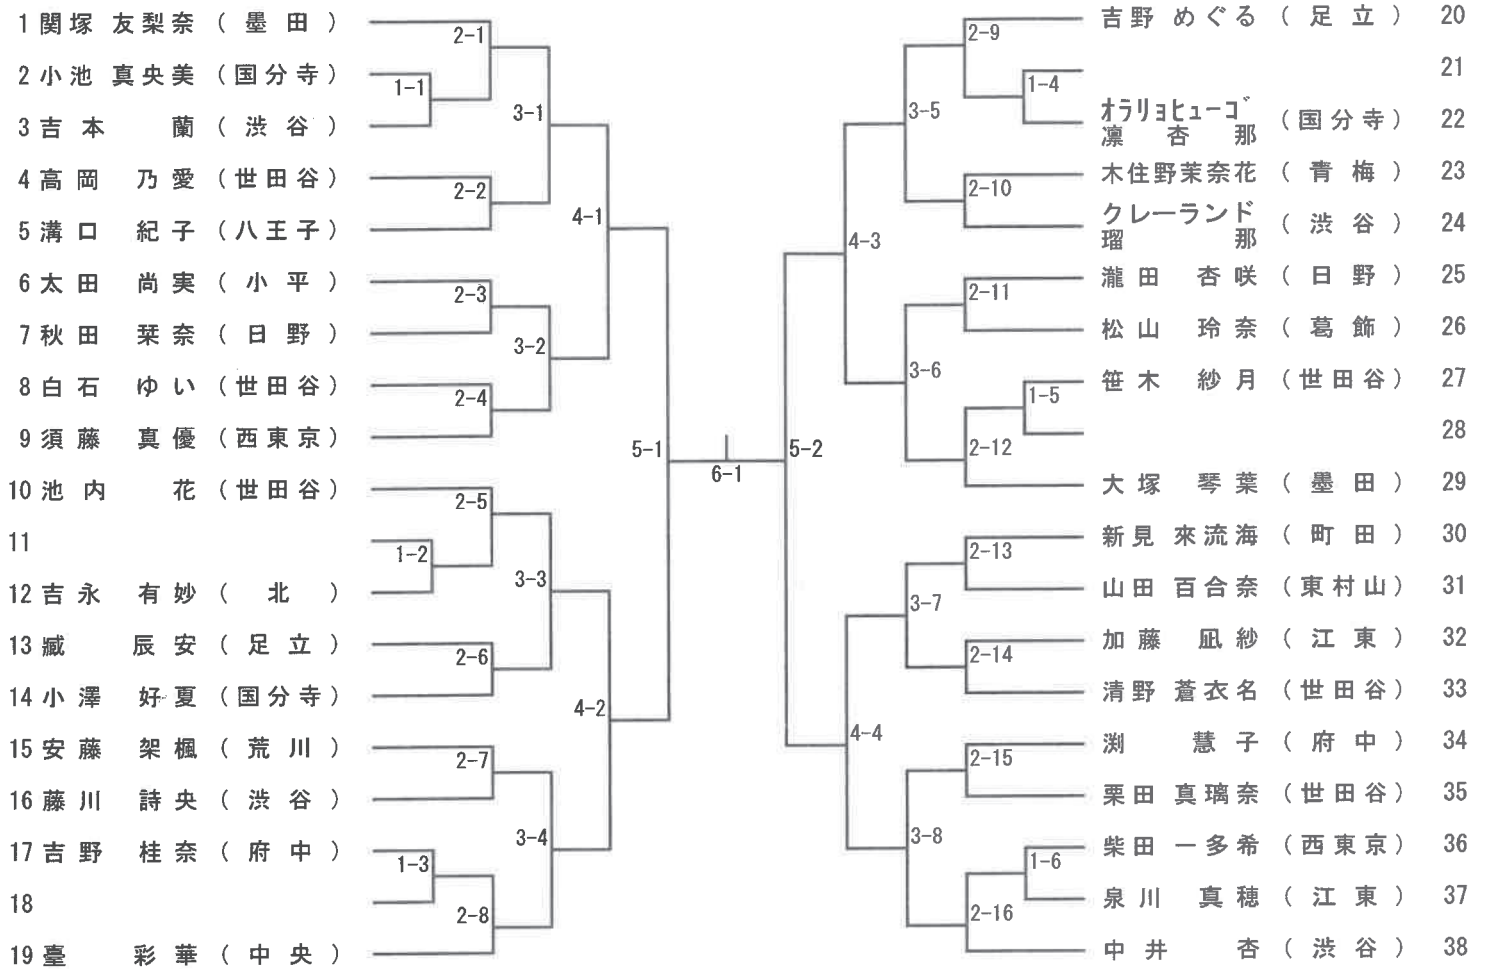 1 関塚 友梨奈 ( 墨 田 )
2 小池 真央美 (国分寺)
3 吉本 蘭 ( 渋 谷 )
4 高岡 乃愛 (世田谷)
5 溝口 紀子 (八王子)
6 太田 尚実 ( 小 平 )
7 秋田 栞奈 ( 日 野 )
8 白石 ゆい (世田谷)
9 須藤 真優 (西東京)
10 池内 花 (世田谷)
11
12 吉永 有妙 ( 北 )
13 臧 辰安 ( 足 立 )
14 小澤 好夏 (国分寺)
15 安藤 架楓 ( 荒 川 )
16 藤川 詩央 ( 渋 谷 )
17 吉野 桂奈 ( 府 中 )
18
19 臺 彩華 ( 中 央 )
2-1
1-1
3-1
2-2
4-1
2-3
3-2
2-4
5-1
2-5
1-2
3-3
2-6
4-2
2-7
3-4
1-3
2-8
6-1
5-2
2-9
1-4
3-5
2-10
4-3
2-11
3-6
1-5
2-12
2-13
3-7
2-14
4-4
2-15
3-8
1-6
2-16
吉野 めぐる ( 足 立 ) 20
21
オラリョヒューゴ
凛杏那 (国分寺) 22
木住野茉奈花 ( 青 梅 ) 23
クレーランド
瑠那 ( 渋 谷 ) 24
瀧田 杏咲 ( 日 野 ) 25
松山 玲奈 ( 葛 飾 ) 26
笹木 紗月 (世田谷) 27
28
大塚 琴葉 ( 墨 田 ) 29
新見 來流海 ( 町 田 ) 30
山田 百合奈 (東村山) 31
加藤 凪紗 ( 江 東 ) 32
清野 蒼衣名 (世田谷) 33
渕 慧子 ( 府 中 ) 34
栗田 真璃奈 (世田谷) 35
柴田 一多希 (西東京) 36
泉川 真穂 ( 江 東 ) 37
中井 杏 ( 渋 谷 ) 38